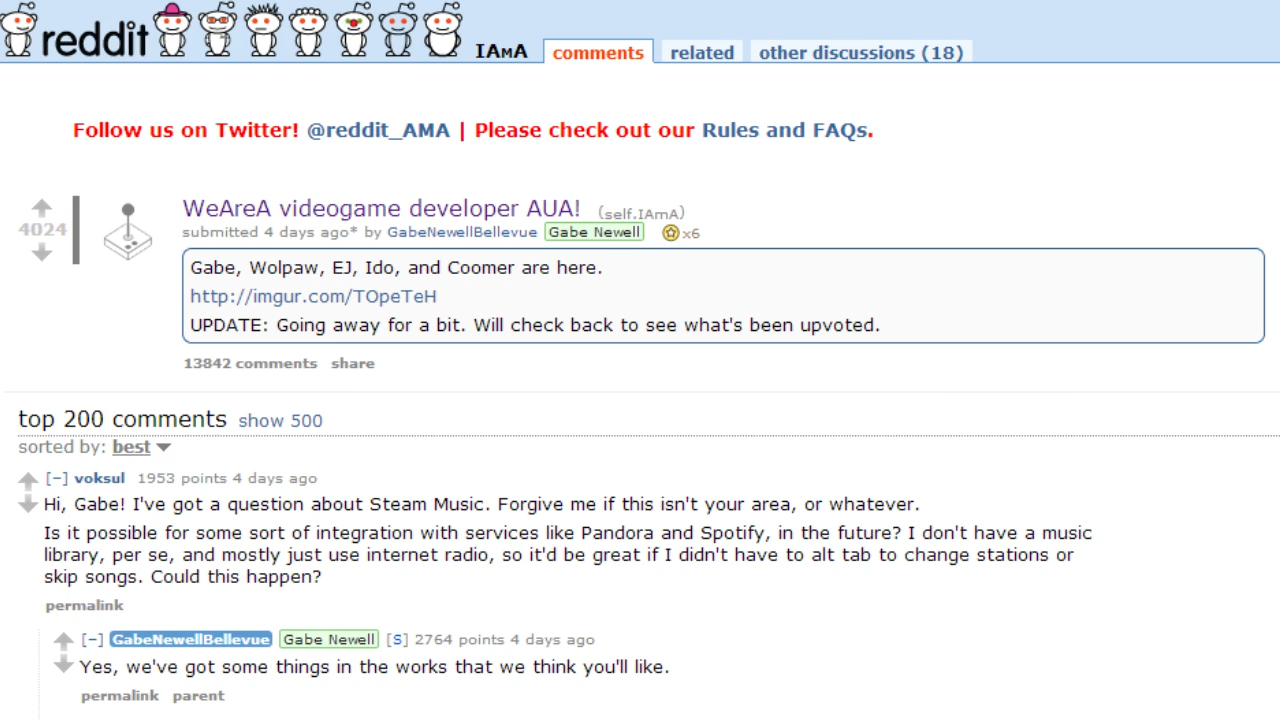 reddit IAMA comments related other discussions (18)
Follow us on Twitter! @reddit_AMA | Please check out our Rules and FAQs.
4024
WeAreA videogame developer AUA! (self.IAmA)
submitted 4 days ago* by GabeNewellBellevue Gabe Newell x6
Gabe, Wolpaw, EJ, Ido, and Coomer are here.
http://imgur.com/TOpeTeH
UPDATE: Going away for a bit. Will check back to see what's been upvoted.
13842 comments share
top 200 comments show 500
sorted by: best
[–] voksul 1953 points 4 days ago
Hi, Gabe! I've got a question about Steam Music. Forgive me if this isn't your area, or whatever.
Is it possible for some sort of integration with services like Pandora and Spotify, in the future? I don't have a music
library, per se, and mostly just use internet radio, so it'd be great if I didn't have to alt tab to change stations or
skip songs. Could this happen?
permalink
[–] GabeNewellBellevue Gabe Newell [S] 2764 points 4 days ago
Yes, we've got some things in the works that we think you'll like.
permalink parent